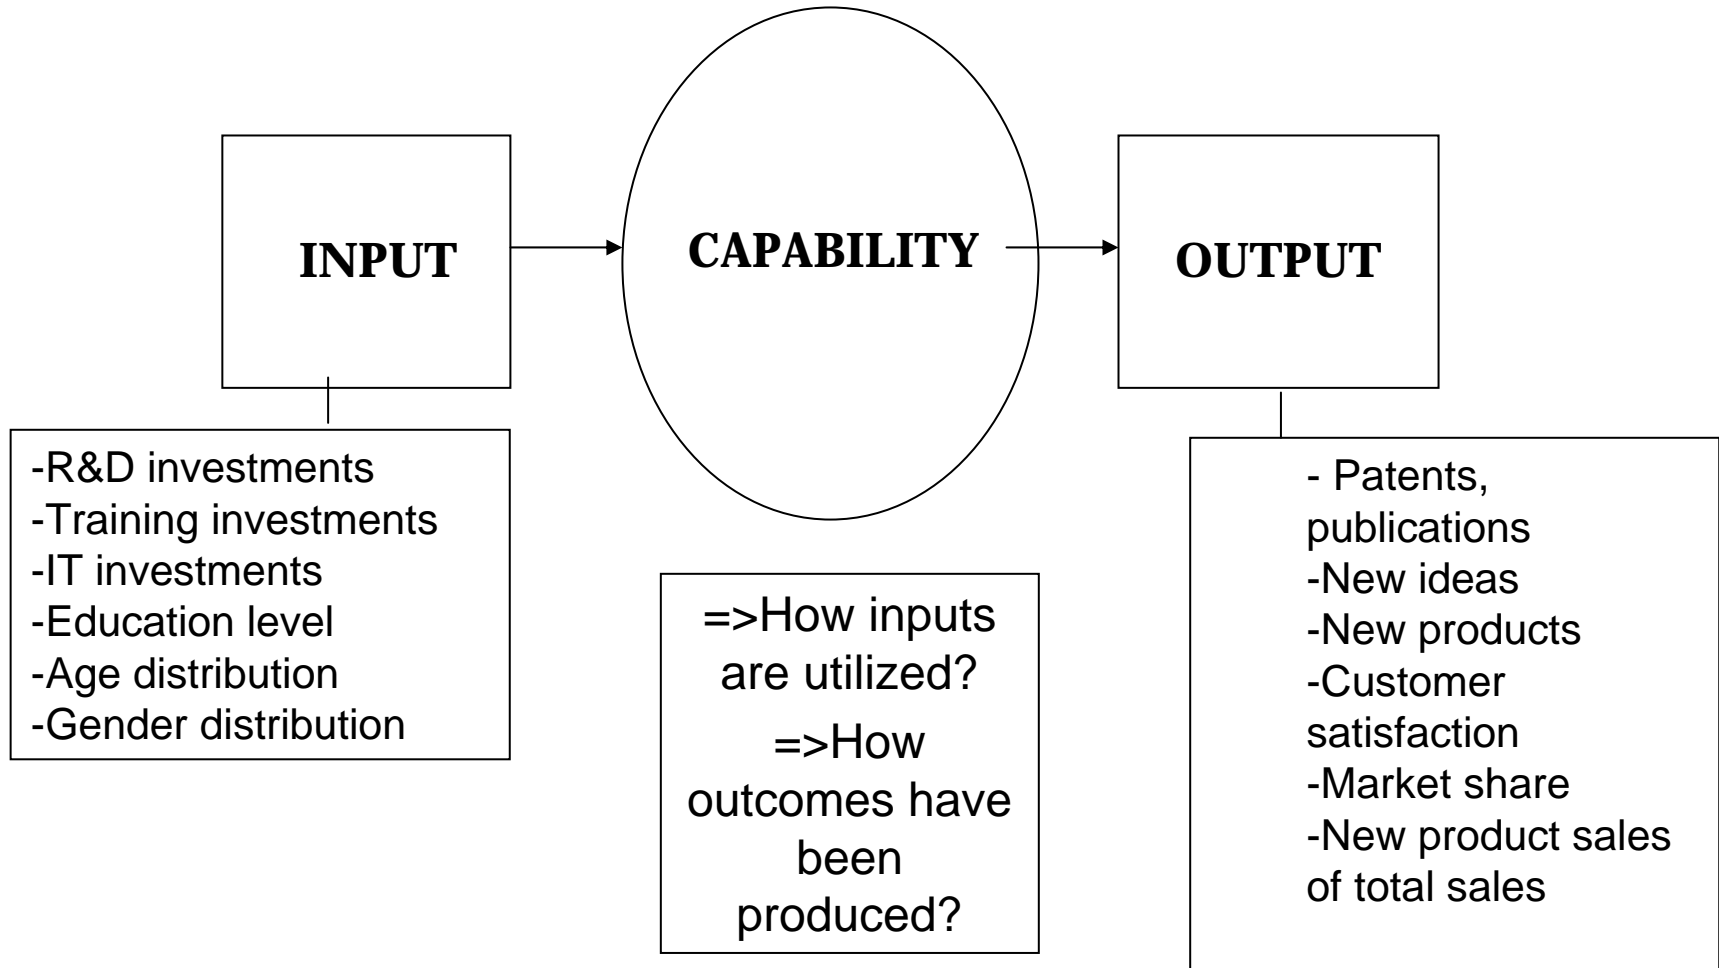 INPUT
CAPABILITY
OUTPUT
-R&D investments
-Training investments
-IT investments
-Education level
-Age distribution
-Gender distribution
=>How inputs
are utilized?
=>How
outcomes have
been
produced?
- Patents,
publications
-New ideas
-New products
-Customer
satisfaction
-Market share
-New product sales
of total sales